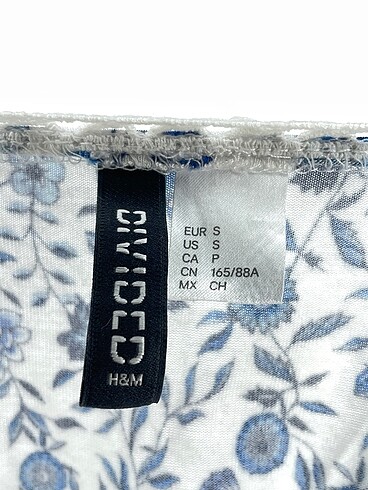 DIVIDED
H&M
EUR S
US S
CA P
CN 165/88A
MX CH